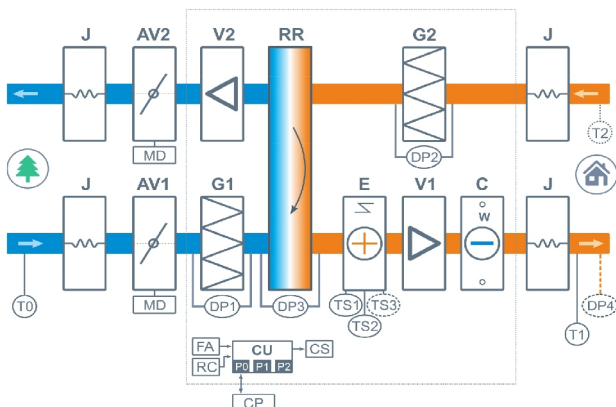 J AV2 V2 RR G2 J
MD
DP2
T2
J AV1 G1 E V1 C J
W
T0
MD
DP1 DP3
TS1 TS3
TS2
T1
DP4
FA CU CS
RC P0 P1 P2
CP